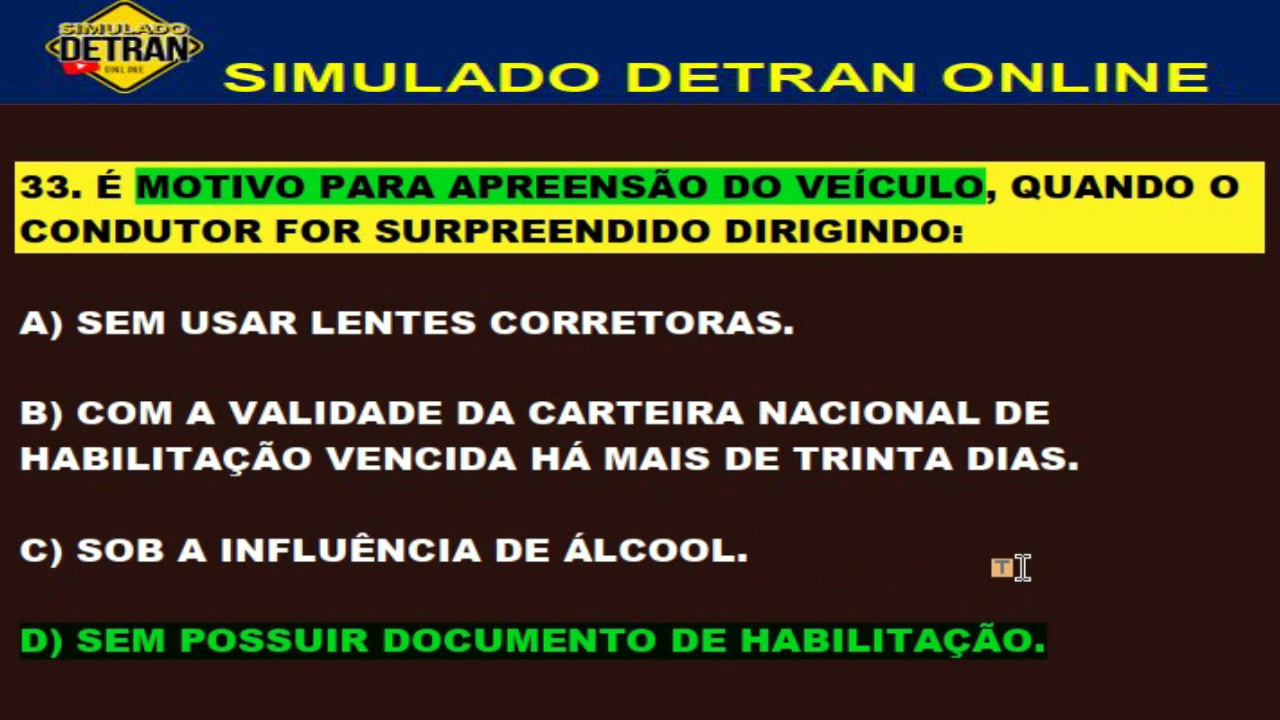 SIMULADO
DETRAN
ONLINE
SIMULADO DETRAN ONLINE
33. É MOTIVO PARA APREENSÃO DO VEÍCULO, QUANDO O
CONDUTOR FOR SURPREENDIDO DIRIGINDO:
A) SEM USAR LENTES CORRETORAS.
B) COM A VALIDADE DA CARTEIRA NACIONAL DE
HABILITAÇÃO VENCIDA HÁ MAIS DE TRINTA DIAS.
C) SOB A INFLUÊNCIA DE ÁLCOOL.
T
D) SEM POSSUIR DOCUMENTO DE HABILITAÇÃO.